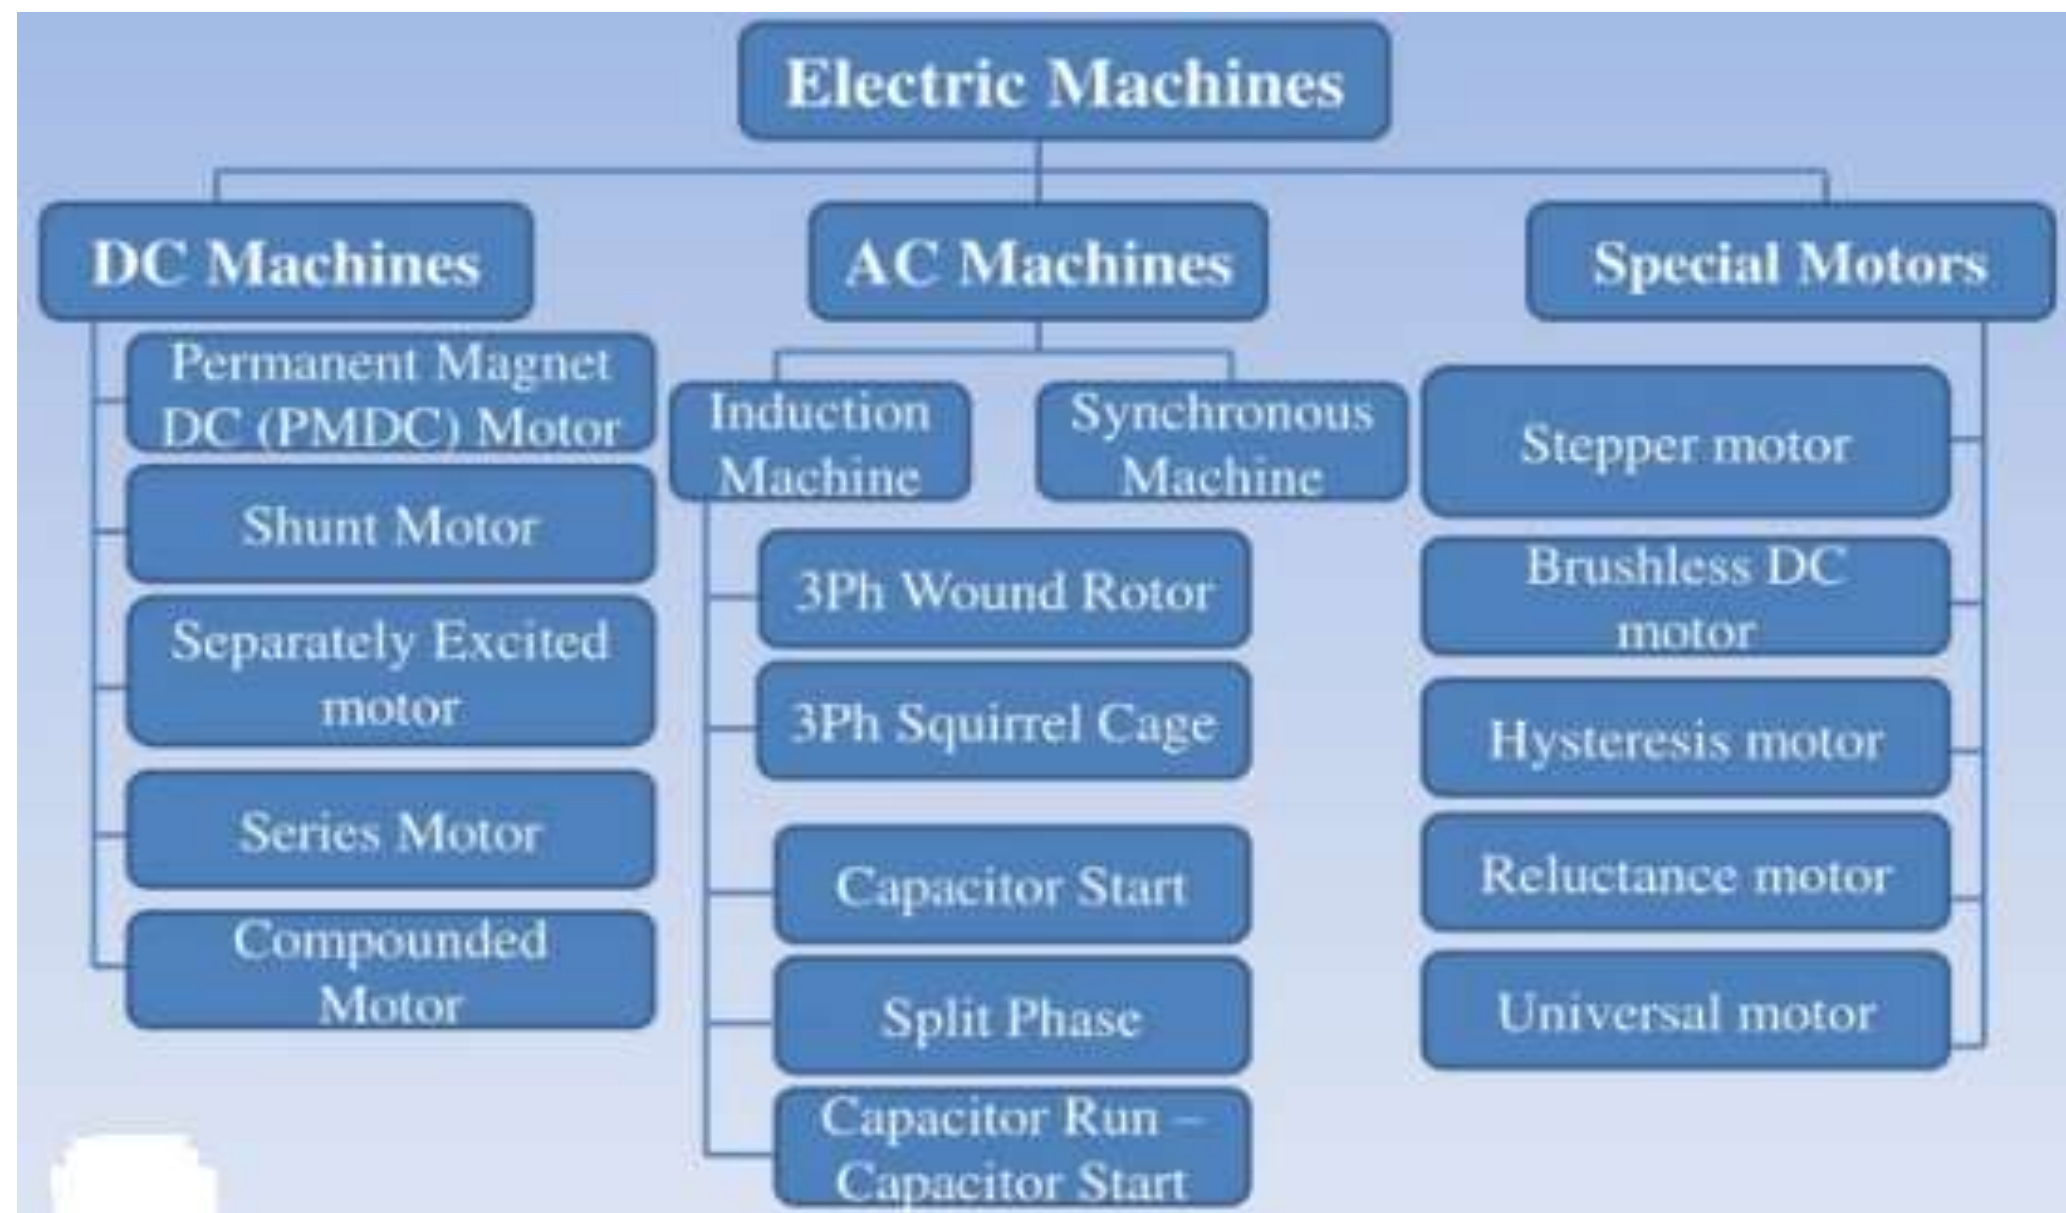 Electric Machines
DC Machines
AC Machines
Special Motors
Permanent Magnet
DC (PMDC) Motor
Shunt Motor
Separately Excited
motor
Series Motor
Compounded
Motor
Induction
Machine
Synchronous
Machine
3Ph Wound Rotor
3Ph Squirrel Cage
Capacitor Start
Split Phase
Capacitor Run –
Capacitor Start
Stepper motor
Brushless DC
motor
Hysteresis motor
Reluctance motor
Universal motor